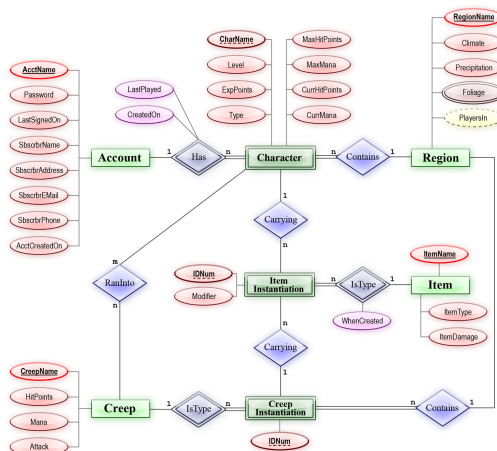 RegionName
CharName
MaxHitPoints
Climate
Level
MaxMana
AcctName
Precipitation
ExpPoints
CurrHitPoints
LastPlayed
Password
Foliage
Type
CurrMana
CreatedOn
LastSignedOn
PlayersIn
SbscrbrName
Account
1
Has
n
Character
n
Contains
1
Region
SbscrbrAddress
SbscrbrEMail
1
SbscrbrPhone
Carrying
AcctCreatedOn
n
m
ItemName
IDNum
RanInto
Item
Instantiation
n
IsType
1
Item
Modifier
n
n
WhenCreated
ItemType
ItemDamage
Carrying
CreepName
1
1
HitPoints
Creep
1
IsType
n
Creep
Instantiation
n
Contains
Mana
IDNum
Attack